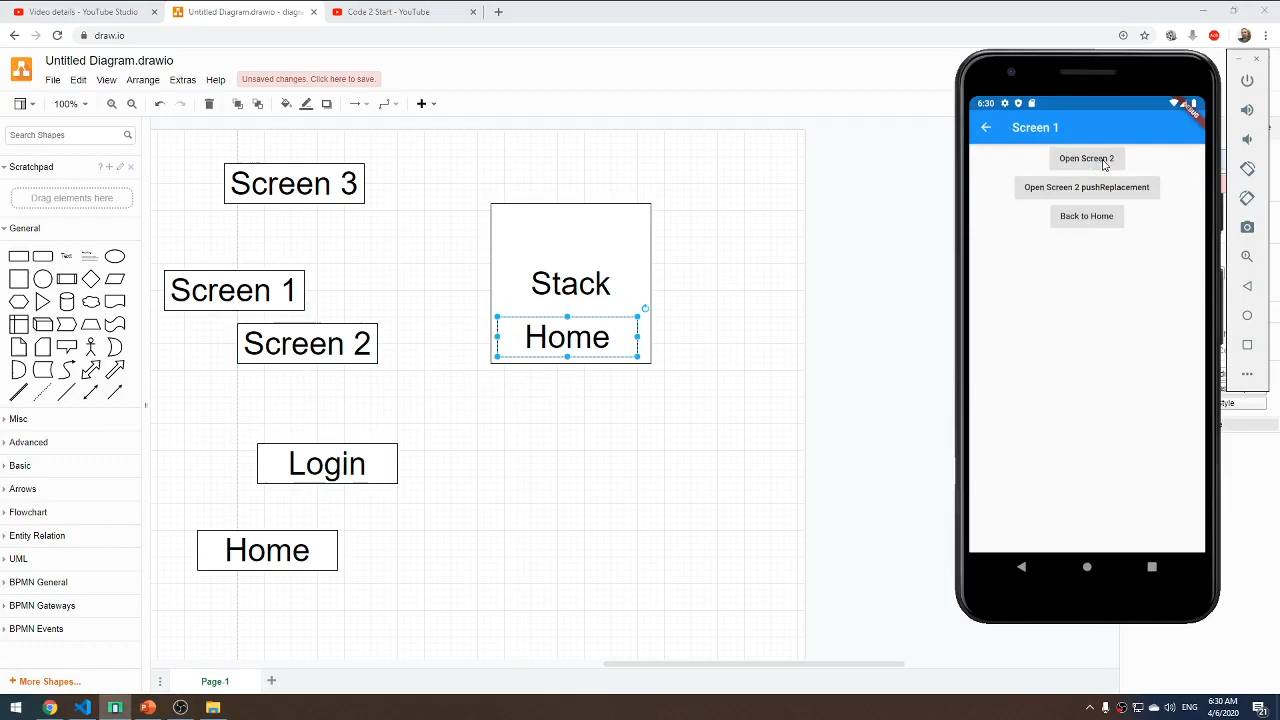 Video details - YouTube Studio
Untitled Diagram.drawio - diagra
Code 2 Start - YouTube
draw.io
Untitled Diagram.drawio
File Edit View Arrange Extras Help
Unsaved changes. Click here to save.
100%
Search Shapes
Scratchpad
Drag elements here
General
Misc
Advanced
Basic
Arrows
Flowchart
Entity Relation
UML
BPMN General
BPMN Gateways
BPMN Events
+ More Shapes...
Screen 3
Screen 1
Screen 2
Login
Home
Stack
Home
Page-1
6:30
Screen 1
Open Screen 2
Open Screen 2 pushReplacement
Back to Home
tyle
ENG
6:30 AM
4/6/2020
21